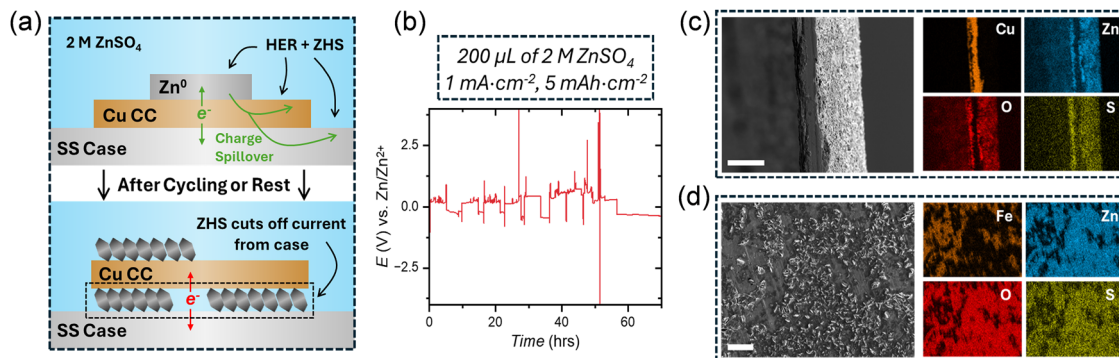 (a)
2 M ZnSO₄
HER + ZHS
Zn⁰
Cu CC
e⁻
Charge
Spillover
SS Case
After Cycling or Rest
ZHS cuts off current
from case
Cu CC
e⁻
SS Case
(b)
200 µL of 2 M ZnSO₄
1 mA·cm⁻², 5 mAh·cm⁻²
E (V) vs. Zn/Zn²⁺
2.5
0.0
−2.5
0 20 40 60
Time (hrs)
(c)
Cu
Zn
O
S
(d)
Fe
Zn
O
S